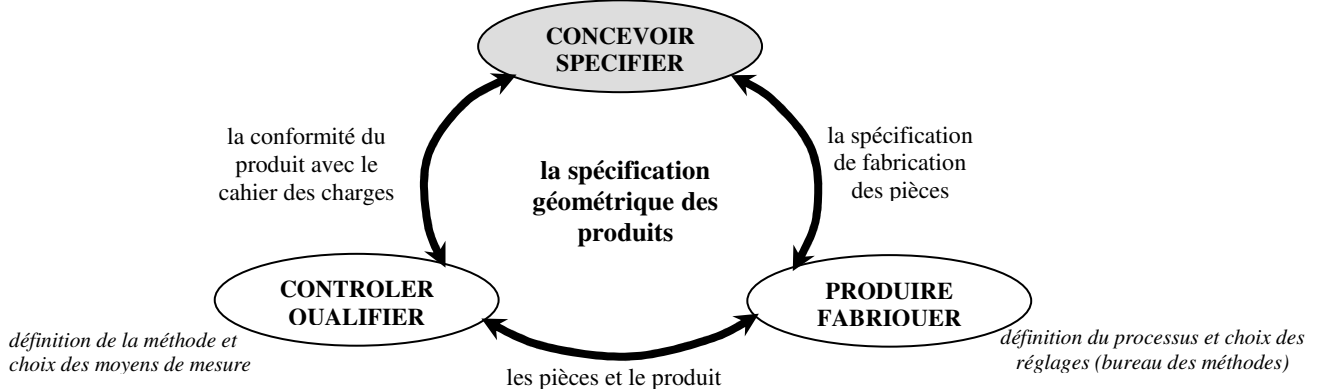 CONCEVOIR
SPECIFIER
la conformité du
produit avec le
cahier des charges
la spécification
de fabrication
des pièces
la spécification
géométrique des
produits
CONTROLER
QUALIFIER
PRODUIRE
FABRIQUER
définition de la méthode et
choix des moyens de mesure
définition du processus et choix des
réglages (bureau des méthodes)
les pièces et le produit